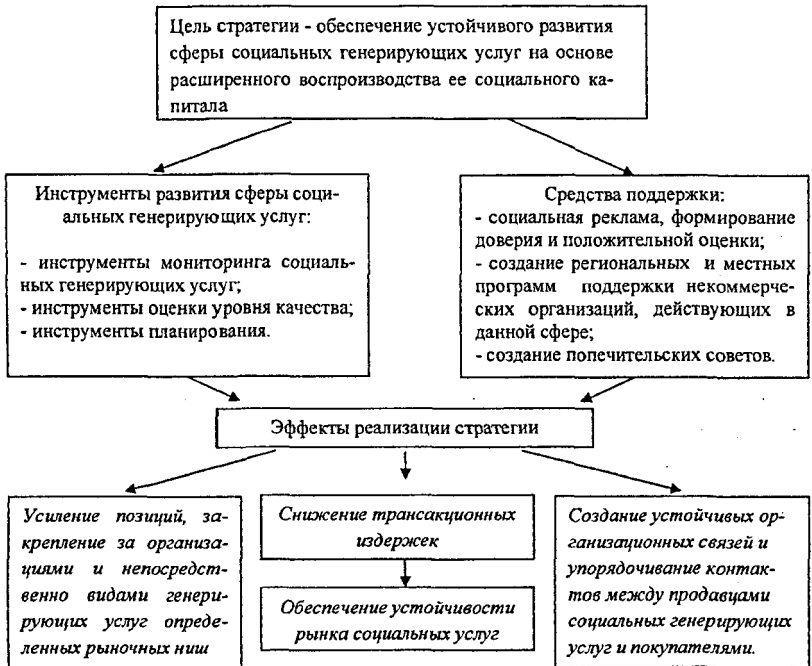 Цель стратегии - обеспечение устойчивого развития
сферы социальных генерирующих услуг на основе
расширенного воспроизводства ее социального ка-
питала
Инструменты развития сферы соци-
альных генерирующих услуг:
- инструменты мониторинга социаль-
ных генерирующих услуг;
- инструменты оценки уровня качества;
- инструменты планирования.
Средства поддержки:
- социальная реклама, формирование
доверия и положительной оценки;
- создание региональных и местных
программ поддержки некоммерче-
ских организаций, действующих в
данной сфере;
- создание попечительских советов.
Эффекты реализации стратегии
Усиление позиций, за-
крепление за организа-
циями и непосредст-
венно видами генери-
рующих услуг опреде-
ленных рыночных ниш
Снижение трансакционных
издержек
Обеспечение устойчивости
рынка социальных услуг
Создание устойчивых ор-
ганизационных связей и
упорядочивание контак-
тов между продавцами
социальных генерирующих
услуг и покупателями.